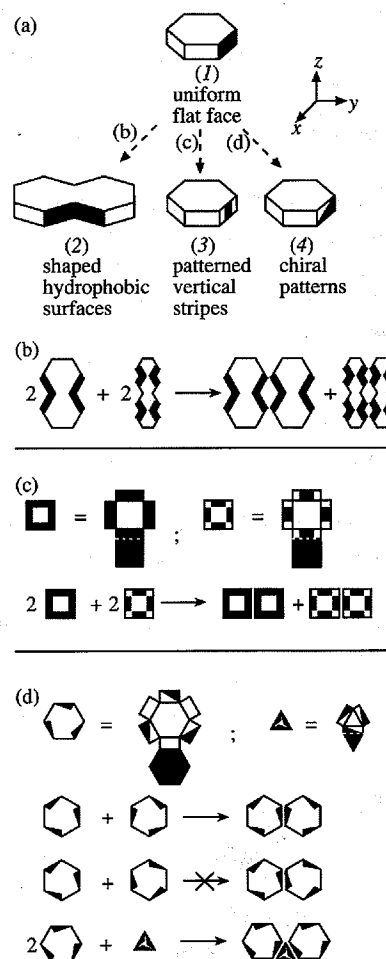 (a)
(1)
uniform
flat face
z
y
x
(b)
(c)
(d)
(2)
shaped
hydrophobic
surfaces
(3)
patterned
vertical
stripes
(4)
chiral
patterns
(b)
2 + 2 +
(c)
= ; =
2 + 2 +
(d)
= ; =
+
+
2 +